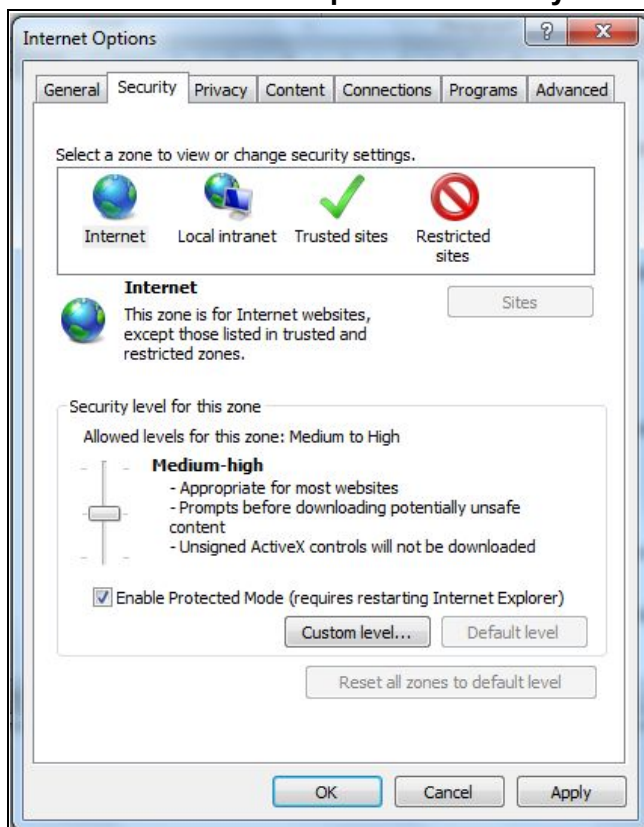 Internet Options
General Security Privacy Content Connections Programs Advanced
Select a zone to view or change security settings.
Internet Local intranet Trusted sites Restricted
sites
Internet
This zone is for Internet websites,
except those listed in trusted and
restricted zones.
Sites
Security level for this zone
Allowed levels for this zone: Medium to High
Medium-high
- Appropriate for most websites
- Prompts before downloading potentially unsafe
content
- Unsigned ActiveX controls will not be downloaded
Enable Protected Mode (requires restarting Internet Explorer)
Custom level... Default level
Reset all zones to default level
OK Cancel Apply